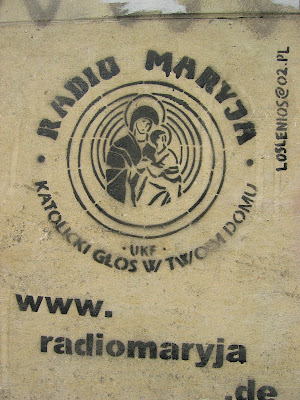 RADIO MARYJA
UKF
KATOLICKI GŁOS W TWOIM DOMU
LOSLENIOS@O2.PL
www.
radiomaryja
.de